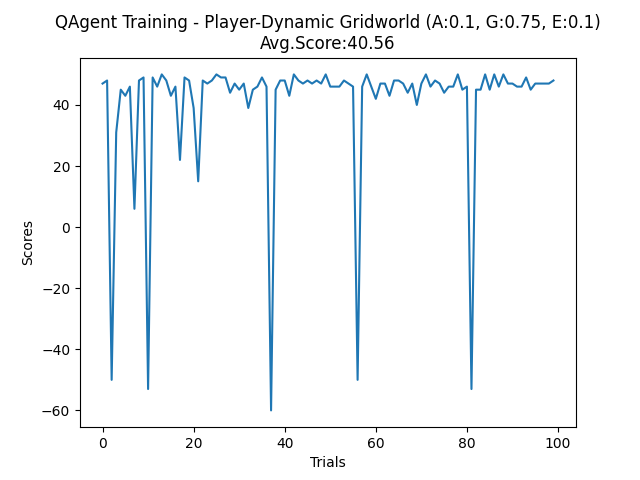 QAgent Training - Player-Dynamic Gridworld (A:0.1, G:0.75, E:0.1)
Avg.Score:40.56
40
20
0
−20
−40
−60
Scores
0 20 40 60 80 100
Trials